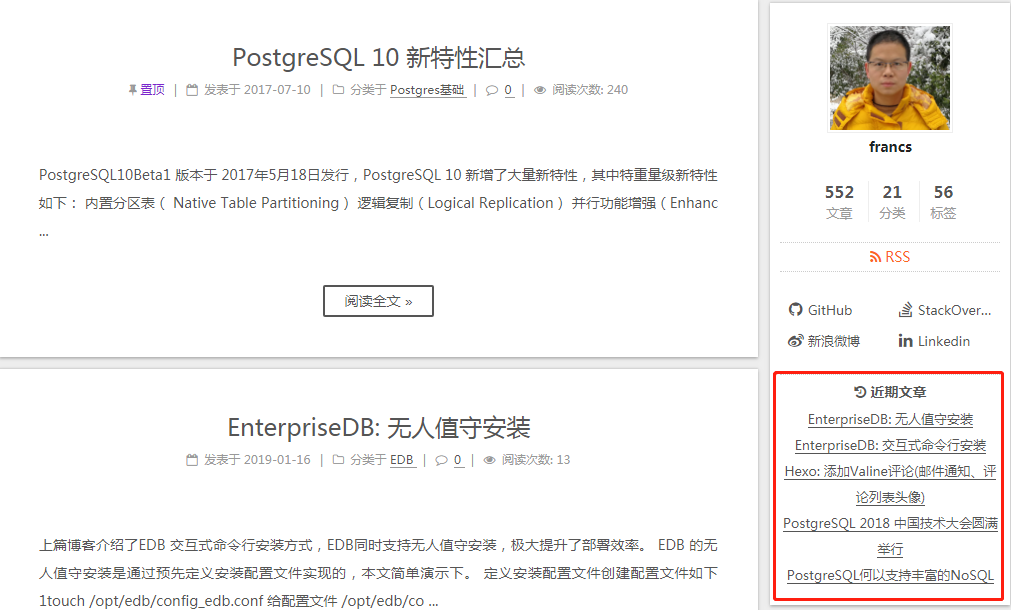 PostgreSQL 10 新特性汇总
置顶 | 发表于 2017-07-10 | 分类于 Postgres基础 | 0 | 阅读次数: 240
PostgreSQL10Beta1 版本于 2017年5月18日发行，PostgreSQL 10 新增了大量新特性，其中特重量级新特性
如下： 内置分区表（ Native Table Partitioning ） 逻辑复制（ Logical Replication ） 并行功能增强（ Enhanc
...
阅读全文 »
EnterpriseDB: 无人值守安装
发表于 2019-01-16 | 分类于 EDB | 0 | 阅读次数: 13
上篇博客介绍了EDB 交互式命令行安装方式，EDB同时支持无人值守安装，极大提升了部署效率。 EDB 的无
人值守安装是通过预先定义安装配置文件实现的，本文简单演示下。 定义安装配置文件创建配置文件如下
1touch /opt/edb/config_edb.conf 给配置文件 /opt/edb/co ...
francs
552 21 56
文章 分类 标签
RSS
GitHub StackOver...
新浪微博 Linkedin
近期文章
EnterpriseDB: 无人值守安装
EnterpriseDB: 交互式命令行安装
Hexo: 添加Valine评论(邮件通知、评
论列表头像)
PostgreSQL 2018 中国技术大会圆满
举行
PostgreSQL何以支持丰富的NoSQL